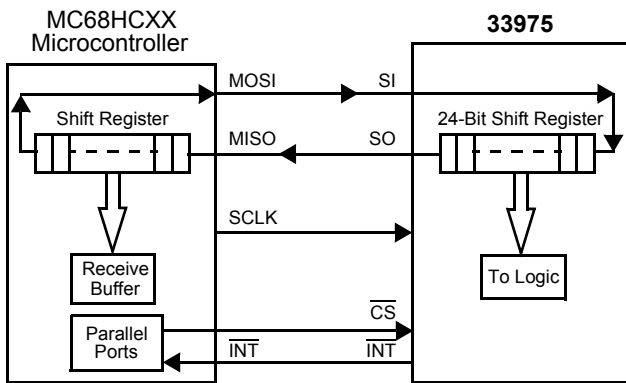 MC68HCXX
Microcontroller
33975
MOSI
SI
Shift Register
24-Bit Shift Register
MISO
SO
SCLK
Receive
Buffer
To Logic
CS
Parallel
Ports
INT
INT